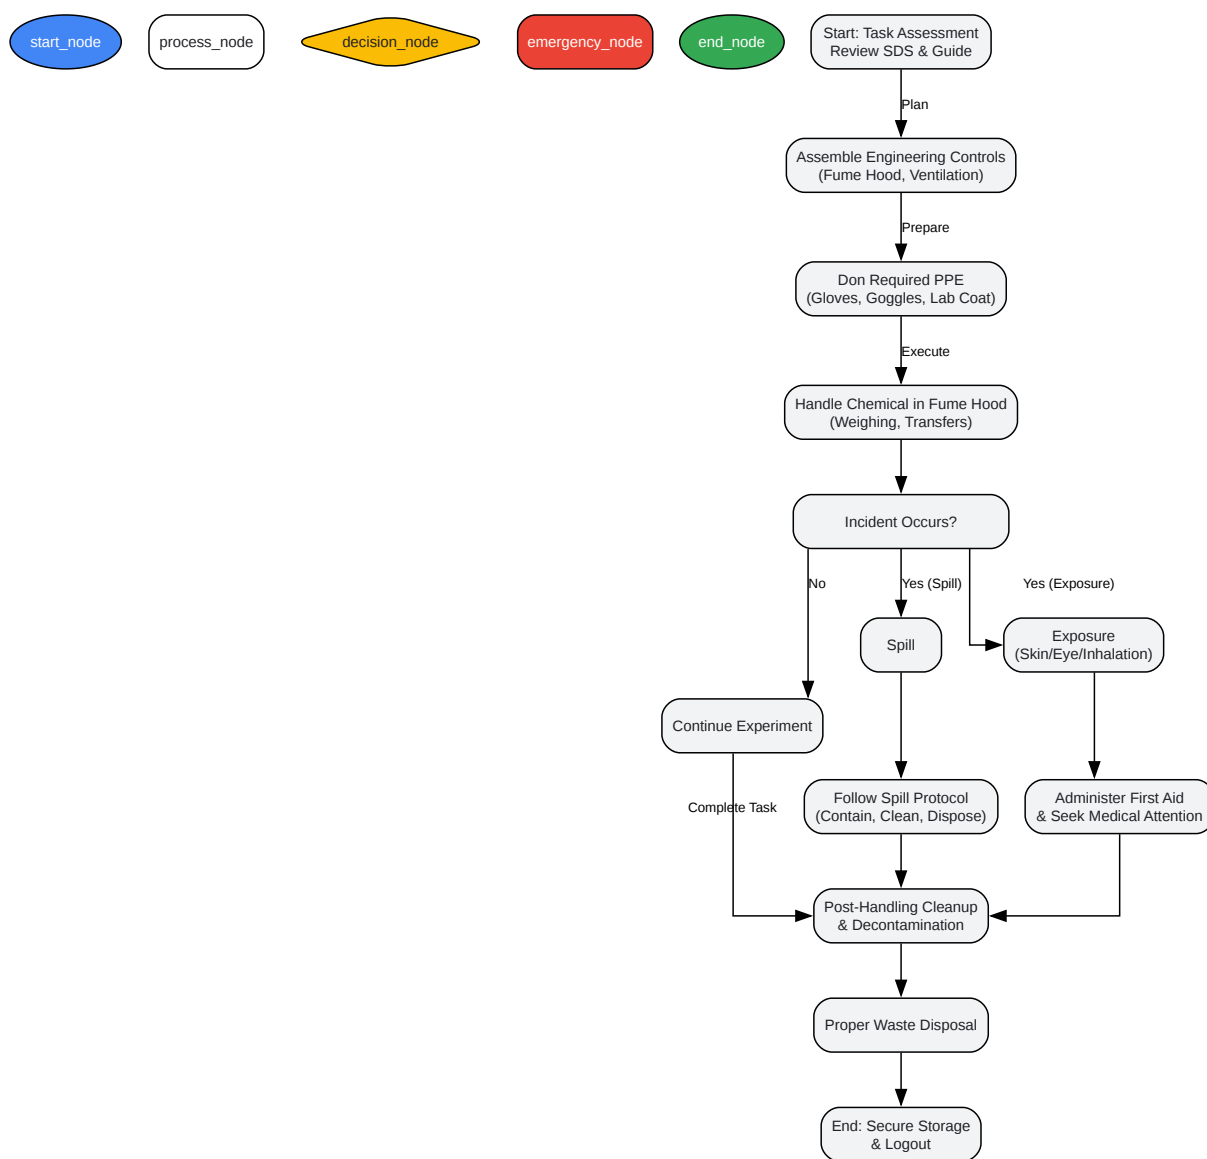 start_node
process_node
decision_node
emergency_node
end_node
Start: Task Assessment
Review SDS & Guide
Plan
Assemble Engineering Controls
(Fume Hood, Ventilation)
Prepare
Don Required PPE
(Gloves, Goggles, Lab Coat)
Execute
Handle Chemical in Fume Hood
(Weighing, Transfers)
Incident Occurs?
No
Yes (Spill)
Yes (Exposure)
Spill
Exposure
(Skin/Eye/Inhalation)
Continue Experiment
Complete Task
Follow Spill Protocol
(Contain, Clean, Dispose)
Administer First Aid
& Seek Medical Attention
Post-Handling Cleanup
& Decontamination
Proper Waste Disposal
End: Secure Storage
& Logout